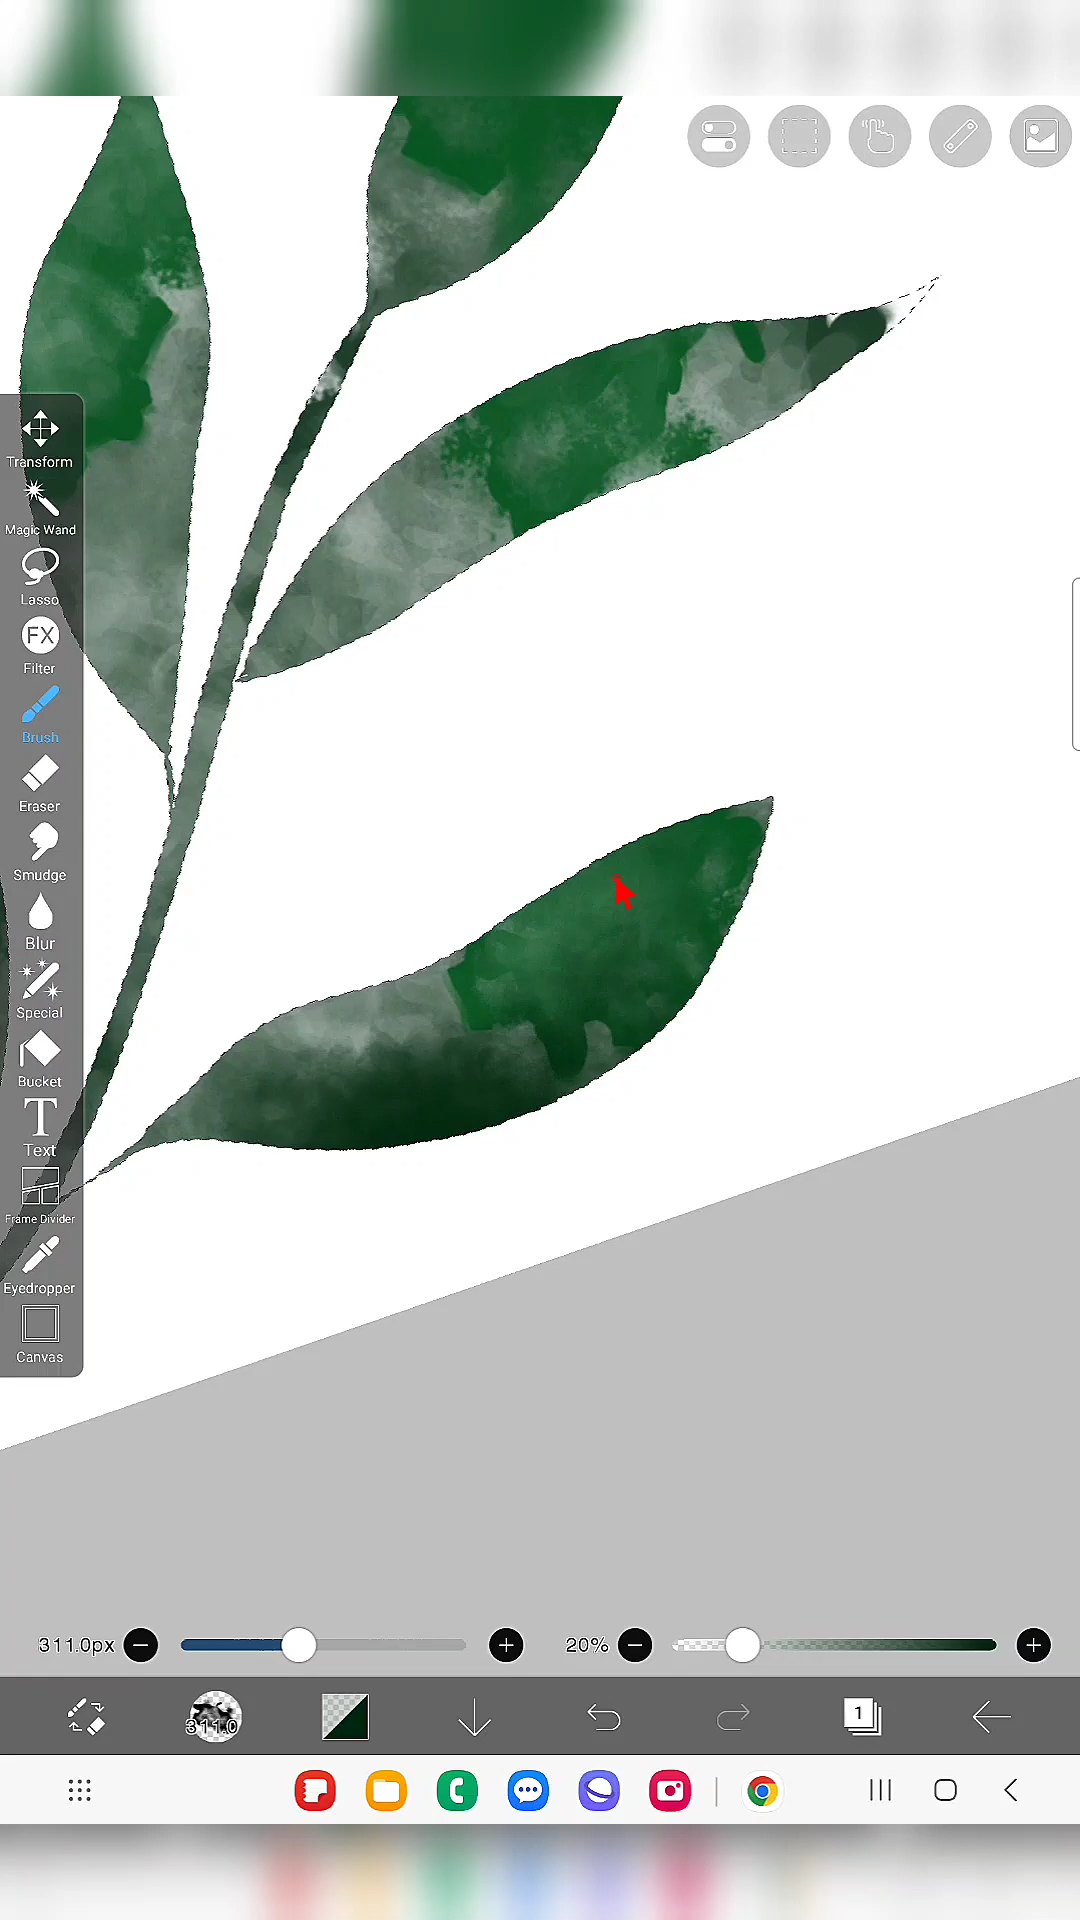 Transform
Magic Wand
Lasso
FX
Filter
Brush
Eraser
Smudge
Blur
Special
Bucket
T
Text
Frame Divider
Eyedropper
Canvas
311.0px
20%
311.0
1